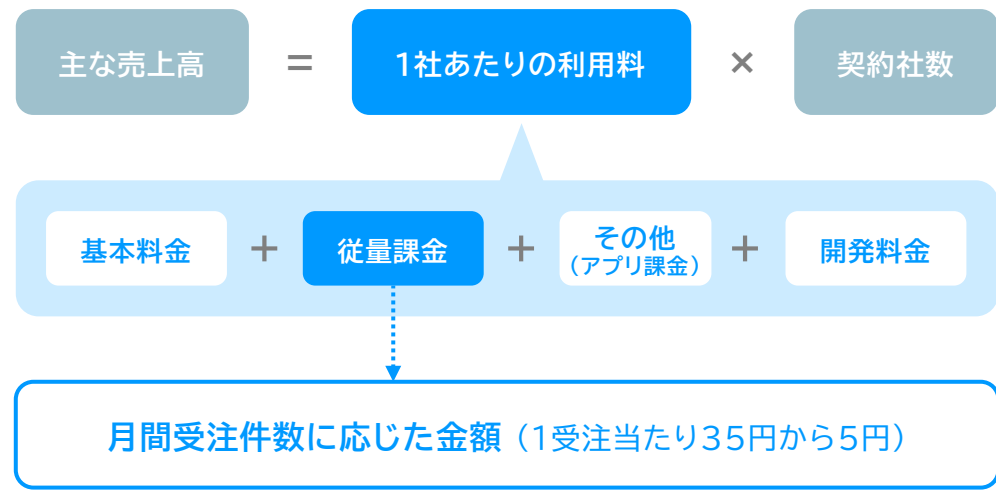 主な売上高 = 1社あたりの利用料 × 契約社数
基本料金 + 従量課金 + その他 + 開発料金
(アプリ課金)
月間受注件数に応じた金額(1受注当たり35円から5円)